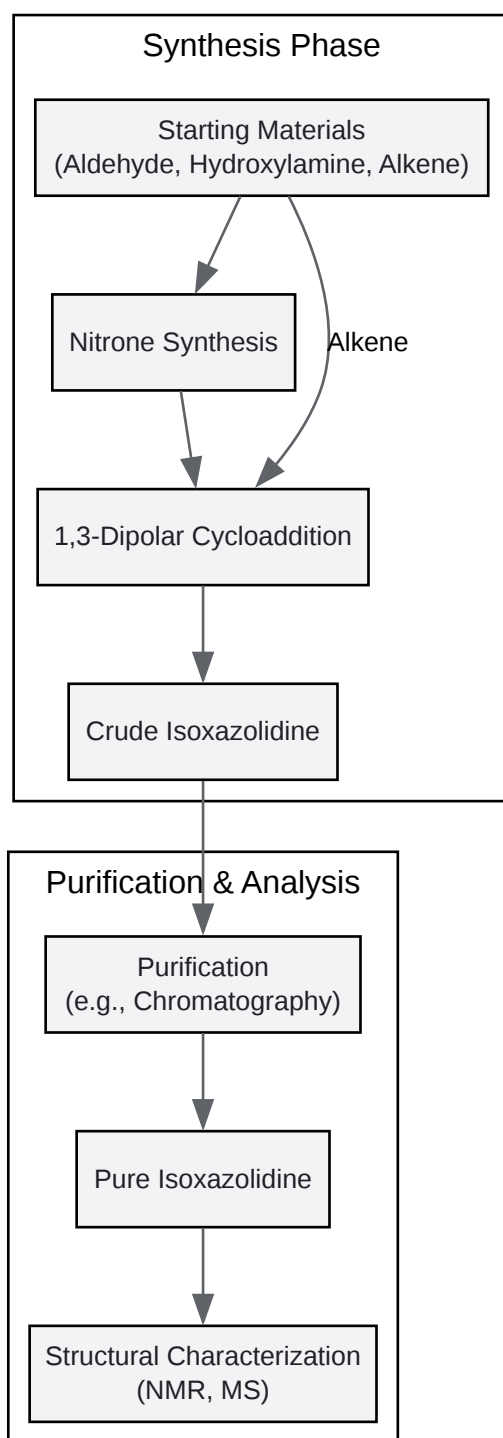 Synthesis Phase
Starting Materials
(Aldehyde, Hydroxylamine, Alkene)
Nitrone Synthesis
Alkene
1,3-Dipolar Cycloaddition
Crude Isoxazolidine
Purification & Analysis
Purification
(e.g., Chromatography)
Pure Isoxazolidine
Structural Characterization
(NMR, MS)